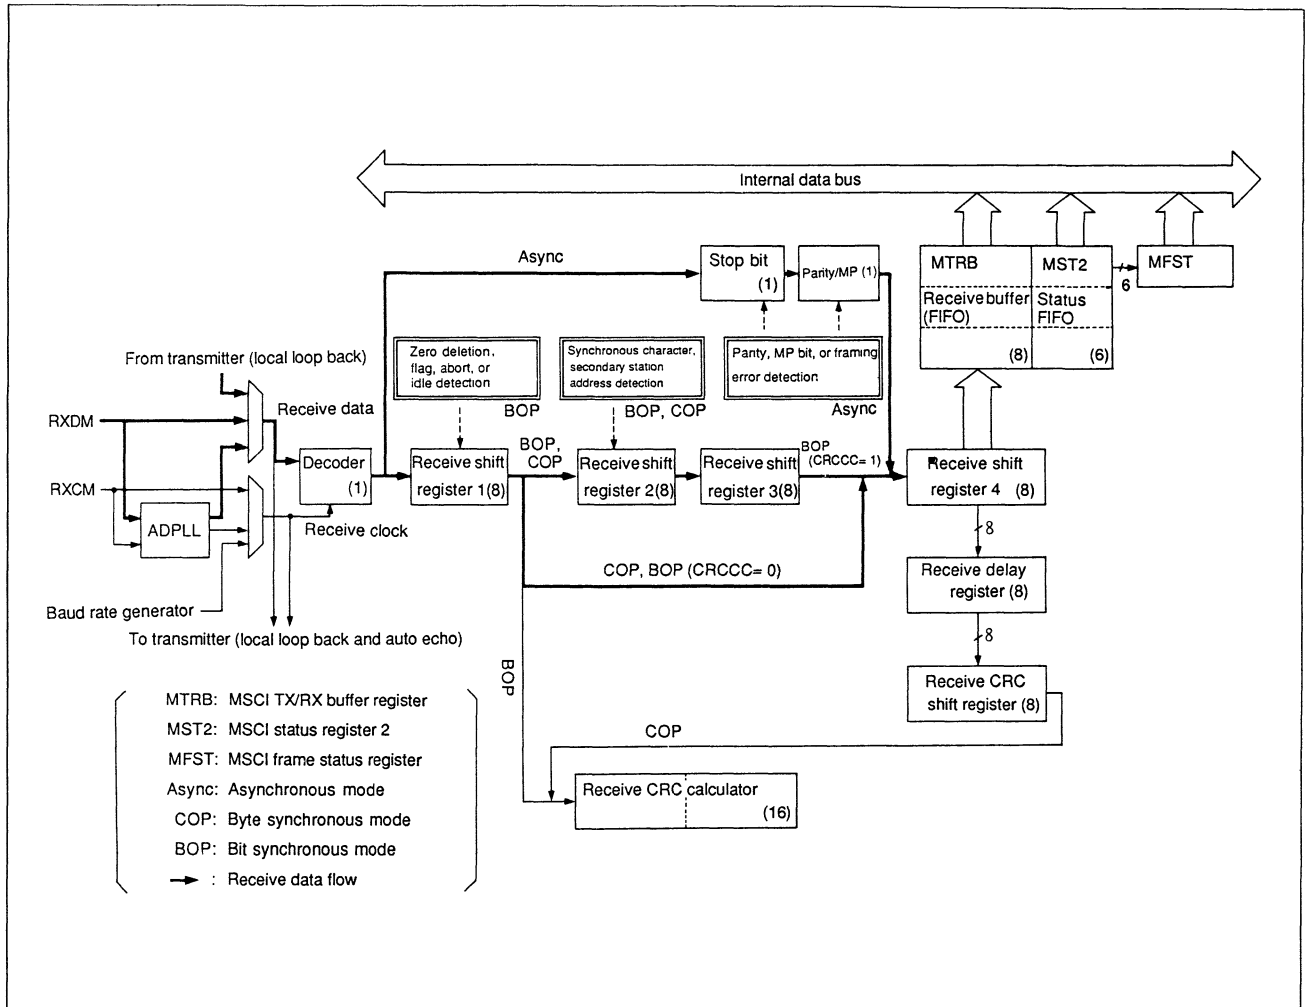 Internal data bus
Async
Stop bit
(1)
Parity/MP (1)
MTRB
MST2
MFST
6
Receive buffer
(FIFO)
Status
FIFO
(8)
(6)
From transmitter (local loop back)
Zero deletion,
flag, abort, or
idle detection
Synchronous character,
secondary station
address detection
Panty, MP bit, or framing
error detection
BOP
BOP, COP
Async
Receive data
RXDM
Decoder
(1)
Receive shift
register 1(8)
BOP,
COP
Receive shift
register 2(8)
Receive shift
register 3(8)
BOP
(CRCCC= 1)
Receive shift
register 4 (8)
RXCM
ADPLL
Receive clock
8
COP, BOP (CRCCC= 0)
Receive delay
register (8)
Baud rate generator
To transmitter (local loop back and auto echo)
8
BOP
Receive CRC
shift register (8)
COP
Receive CRC calculator
(16)
MTRB: MSCI TX/RX buffer register
MST2: MSCI status register 2
MFST: MSCI frame status register
Async: Asynchronous mode
COP: Byte synchronous mode
BOP: Bit synchronous mode
: Receive data flow